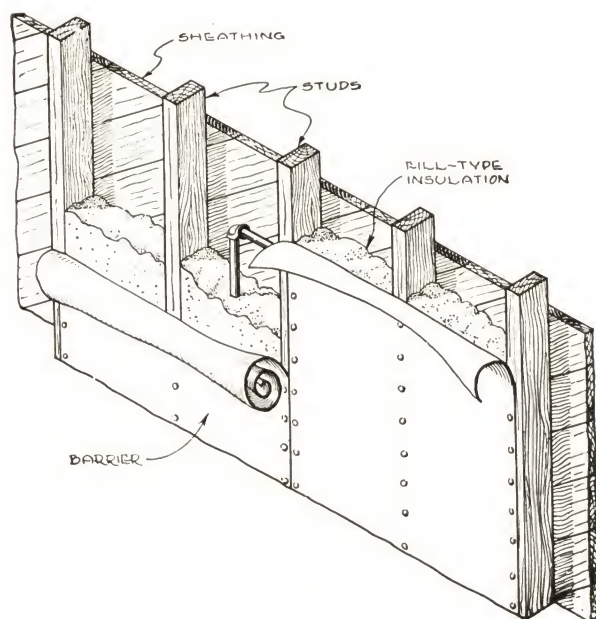 SHEATHING
STUDS
FILL-TYPE
INSULATION
BARRIER